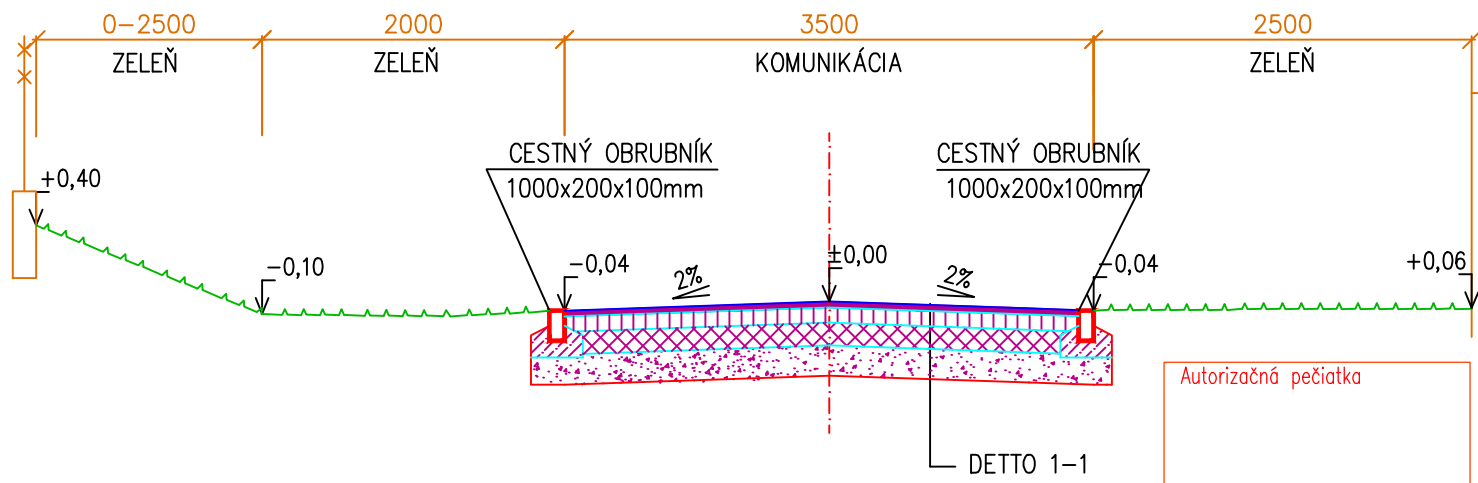 0-2500 2000 3500 2500
ZELEŇ ZELEŇ KOMUNIKÁCIA ZELEŇ
CESTNÝ OBRUBNÍK CESTNÝ OBRUBNÍK
1000x200x100mm 1000x200x100mm
+0,40
-0,10 -0,04 2% ±0,00 2% -0,04 +0,06
Autorizačná pečiatka
DETTO 1-1